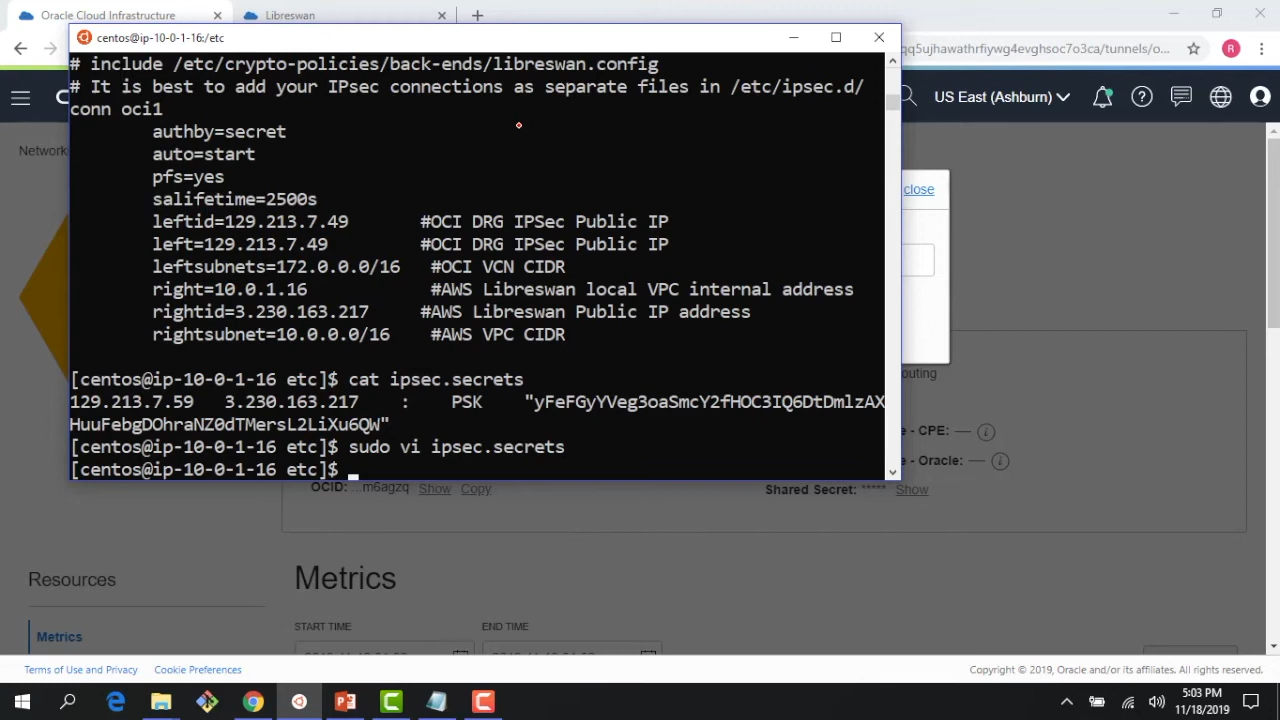 Oracle Cloud Infrastructure
Libreswan
qq5ujhawathrfiywg4evghsoc7o3ca/tunnels/o...
R
centos@ip-10-0-1-16:/etc
US East (Ashburn)
Network
close
# include /etc/crypto-policies/back-ends/libreswan.config
# It is best to add your IPsec connections as separate files in /etc/ipsec.d/
conn oci1
authby=secret
auto=start
pfs=yes
salifetime=2500s
leftid=129.213.7.49 #OCI DRG IPSec Public IP
left=129.213.7.49 #OCI DRG IPSec Public IP
leftsubnets=172.0.0.0/16 #OCI VCN CIDR
right=10.0.1.16 #AWS Libreswan local VPC internal address
rightid=3.230.163.217 #AWS Libreswan Public IP address
rightsubnet=10.0.0.0/16 #AWS VPC CIDR
[centos@ip-10-0-1-16 etc]$ cat ipsec.secrets
129.213.7.59 3.230.163.217 : PSK "yFeFGyYVeg3oaSmcY2fHOC3IQ6DtDmlzAX
HuuFebgDOhraNZ0dTMersL2LiXu6QW"
[centos@ip-10-0-1-16 etc]$ sudo vi ipsec.secrets
[centos@ip-10-0-1-16 etc]$
outing
e - CPE: —
e - Oracle: —
OCID: ...m6agzq Show Copy
Shared Secret: ***** Show
Resources
Metrics
Metrics
START TIME
END TIME
Terms of Use and Privacy
Cookie Preferences
Copyright © 2019, Oracle and/or its affiliates. All rights reserved.
5:03 PM
11/18/2019